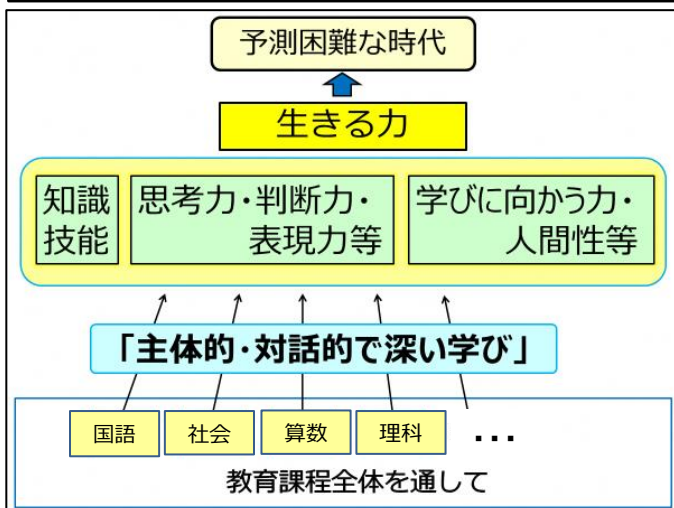 予測困難な時代
生きる力
知識
技能
思考力・判断力・
表現力等
学びに向かう力・
人間性等
「主体的・対話的で深い学び」
国語
社会
算数
理科
・・・
教育課程全体を通して